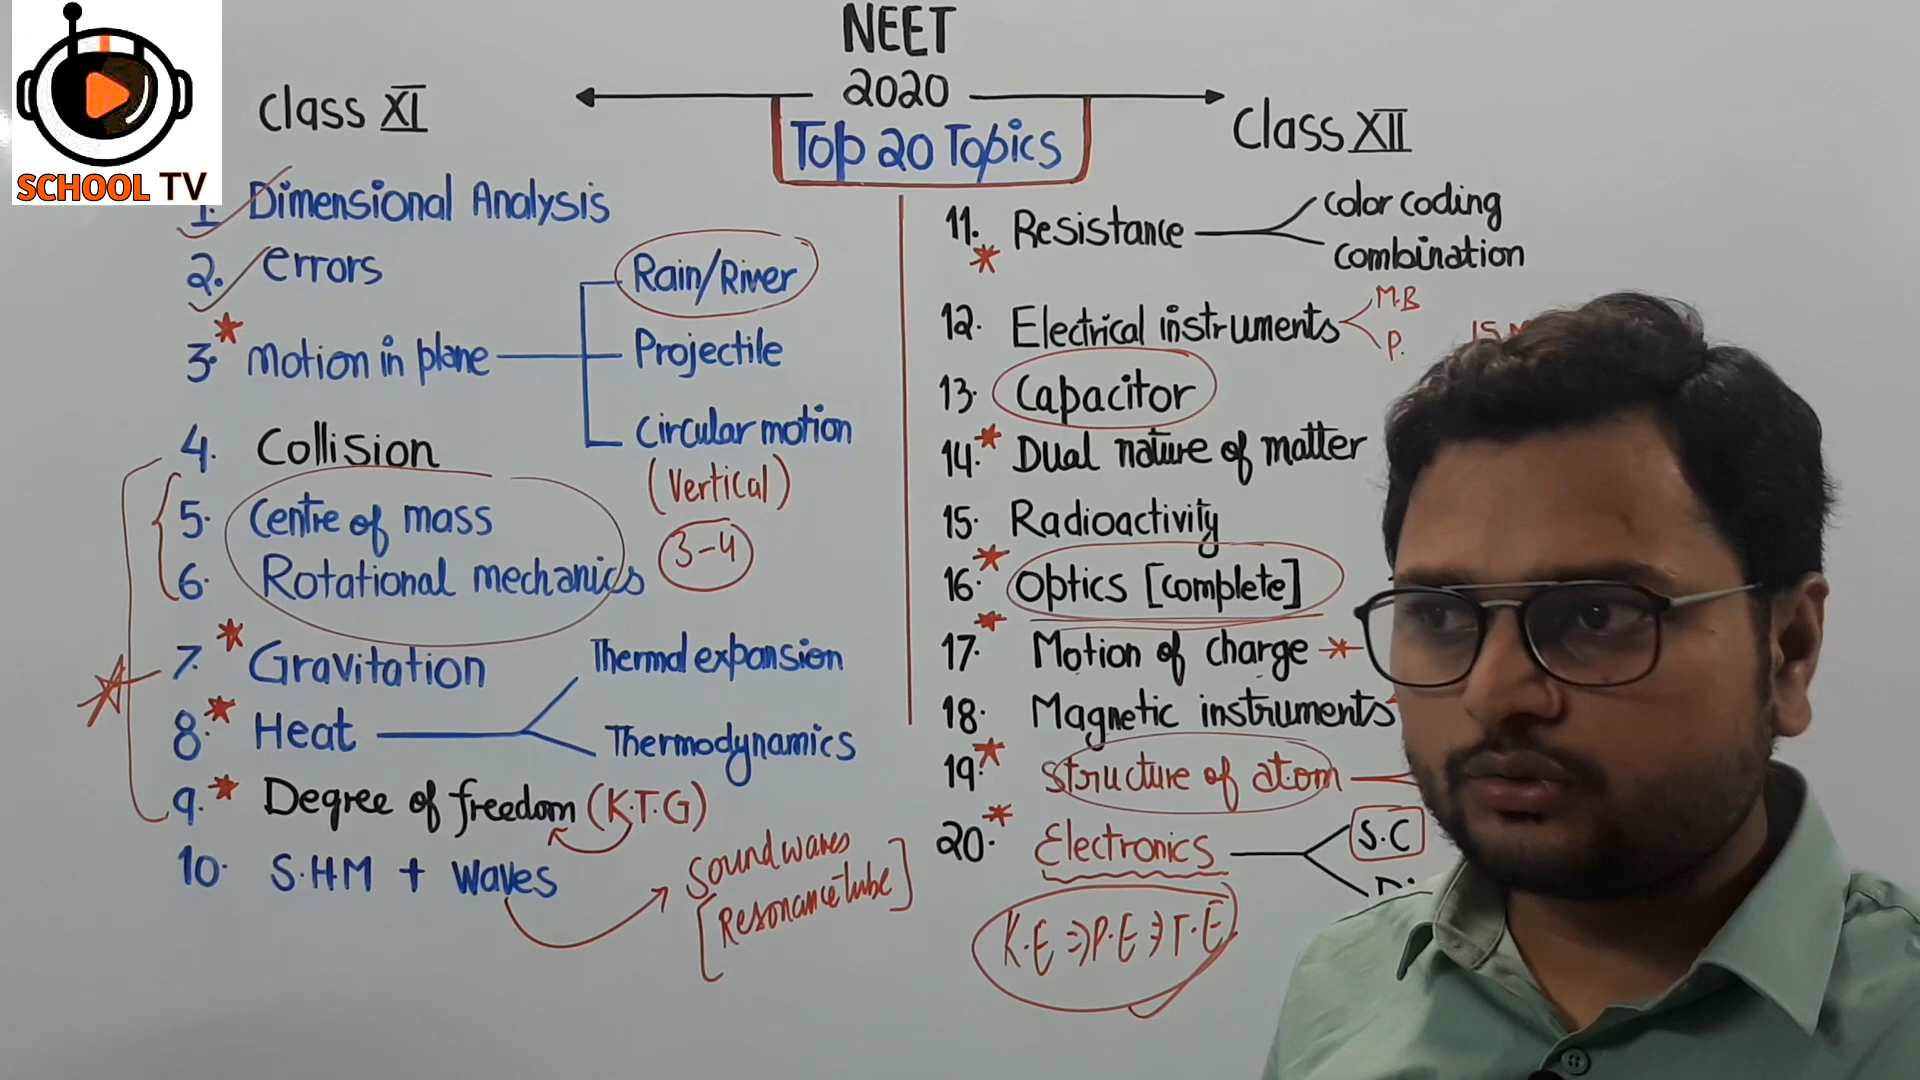 SCHOOL TV
NEET
2020
Top 20 Topics
Class XI
1. Dimensional Analysis
2. errors
3. Motion in plane
Rain/River
Projectile
Circular motion
(Vertical)
3-4
4. Collision
5. Centre of mass
6. Rotational mechanics
7. Gravitation
8. Heat
Thermal expansion
Thermodynamics
9. Degree of freedom (K.T.G)
10. S.H.M + Waves
Sound waves
[Resonance tube]
Class XII
11. Resistance
color coding
combination
12. Electrical instruments
M.B
P.
13. Capacitor
14. Dual nature of matter
15. Radioactivity
16. Optics [Complete]
17. Motion of charge
18. Magnetic instruments
19. Structure of atom
20. Electronics
S.C
K.E ⇒ P.E ⇒ T.E